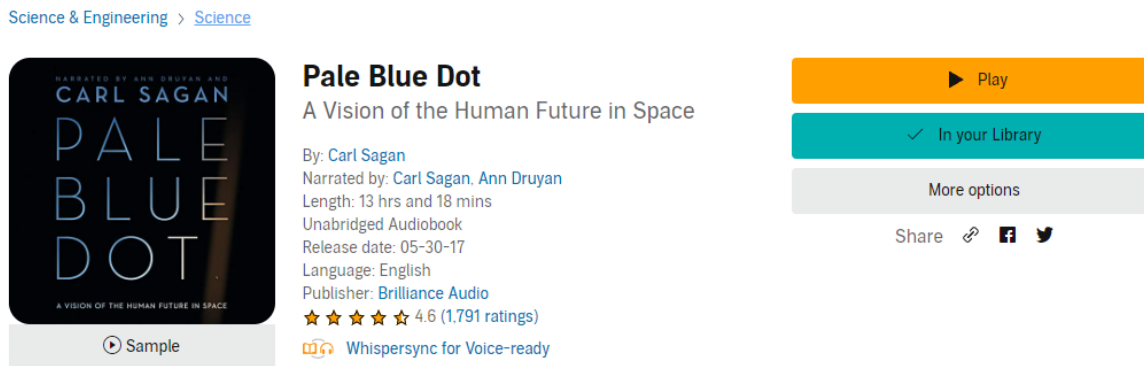 Science & Engineering > Science
NARRATED BY ANN DRUYAN AND
CARL SAGAN
PALE
BLUE
DOT
A VISION OF THE HUMAN FUTURE IN SPACE
Sample
Pale Blue Dot
A Vision of the Human Future in Space
By: Carl Sagan
Narrated by: Carl Sagan, Ann Druyan
Length: 13 hrs and 18 mins
Unabridged Audiobook
Release date: 05-30-17
Language: English
Publisher: Brilliance Audio
4.6 (1,791 ratings)
Whispersync for Voice-ready
Play
In your Library
More options
Share